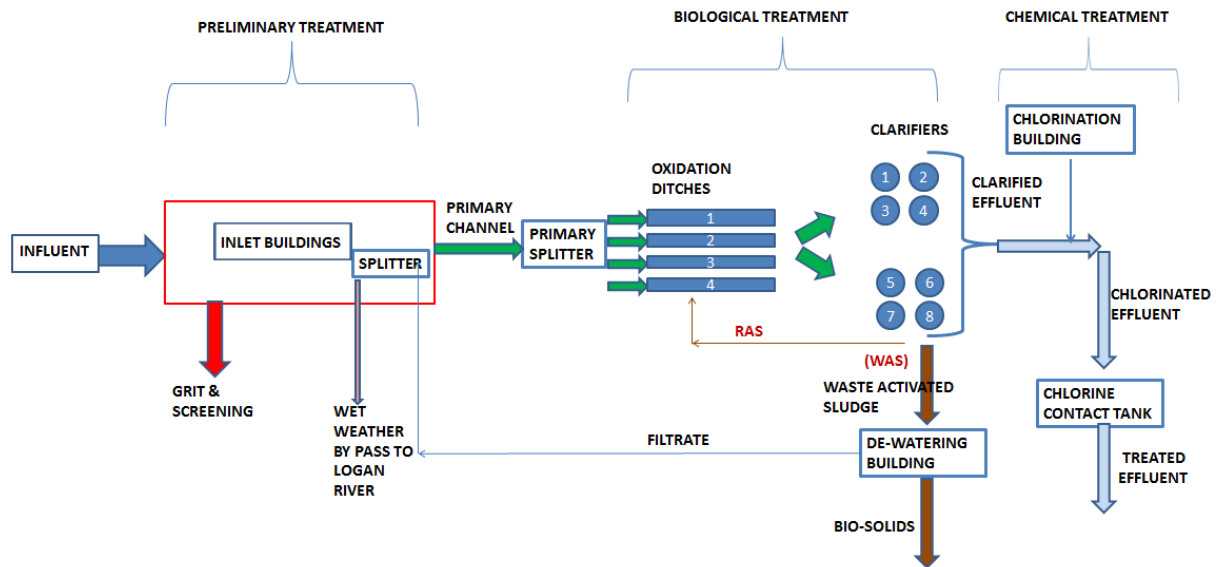 PRELIMINARY TREATMENT
BIOLOGICAL TREATMENT
CHEMICAL TREATMENT
INFLUENT
INLET BUILDINGS
SPLITTER
GRIT &
SCREENING
WET
WEATHER
BY PASS TO
LOGAN
RIVER
PRIMARY
CHANNEL
PRIMARY
SPLITTER
OXIDATION
DITCHES
1
2
3
4
CLARIFIERS
1 2
3 4
5 6
7 8
RAS
(WAS)
WASTE ACTIVATED
SLUDGE
FILTRATE
DE-WATERING
BUILDING
BIO-SOLIDS
CHLORINATION
BUILDING
CLARIFIED
EFFLUENT
CHLORINATED
EFFLUENT
CHLORINE
CONTACT TANK
TREATED
EFFLUENT